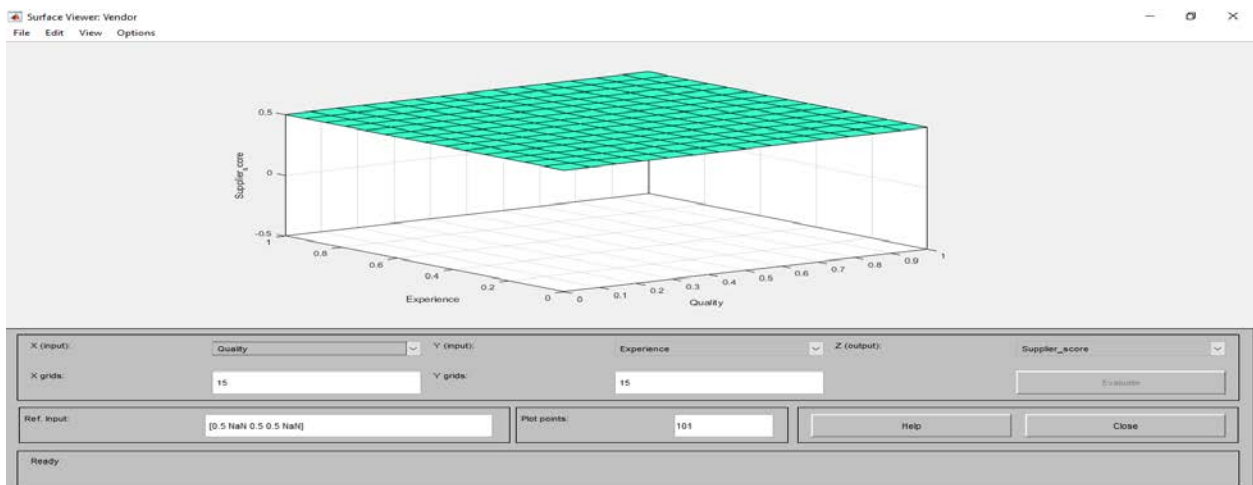 Surface Viewer: Vendor
File Edit View Options
0.5
0
-0.5
Supplier_score
1
0.8
0.6
0.4
0.2
0
Experience
0 0.1 0.2 0.3 0.4 0.5 0.6 0.7 0.8 0.9 1
Quality
X (input): Quality Y (input): Experience Z (output): Supplier_score
X grids: 15 Y grids: 15 Evaluate
Ref. Input: [0.5 NaN 0.5 0.5 NaN] Plot points: 101 Help Close
Ready